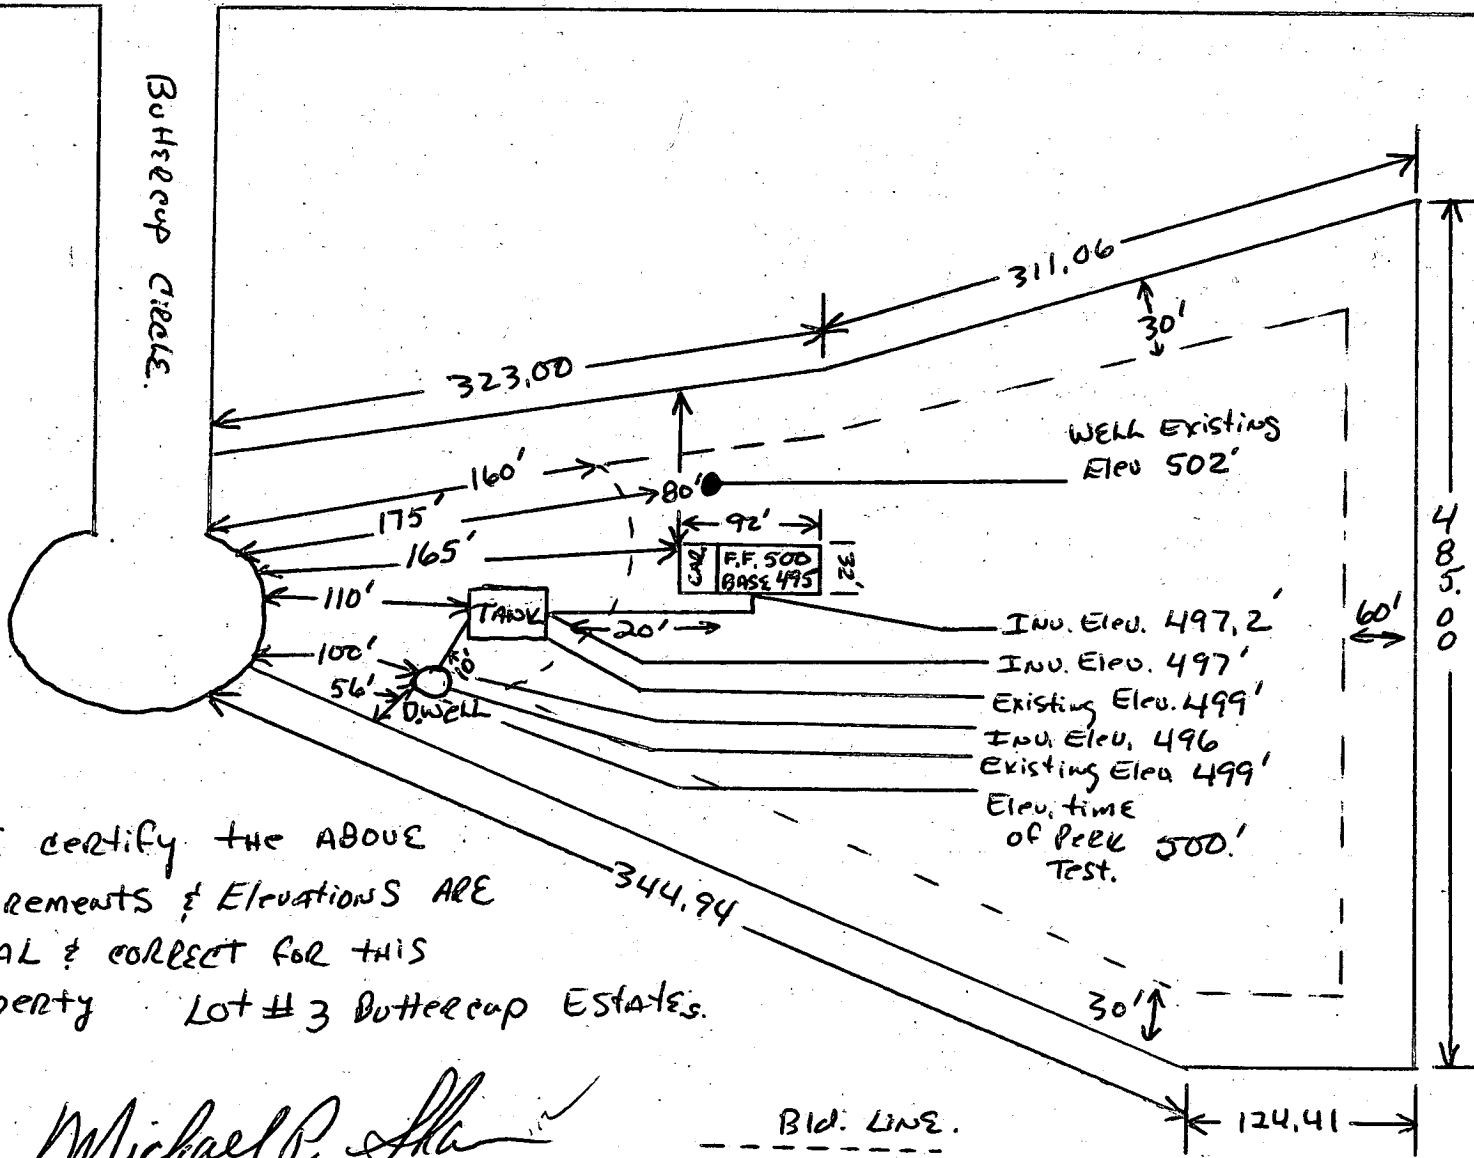 Buttercup Circle.
311.06
30'
323.00
WELL Existing
Elev 502'
160'
80'
175'
92'
165'
CAR.
F.F. 500
BASE 495
32'
485.00
110'
TANK
20'
60'
Inv. Elev. 497.2'
100'
10'
Inv. Elev. 497'
56'
D.WELL
Existing Elev. 499'
Inv. Elev. 496
Existing Elev. 499'
Elev. time
of Perk 500.'
Test.
certify the ABOVE
rements & Elevations ARE
344.94
AL & correct for this
perty Lot # 3 Buttercup Estates.
30'
Michael P.
Bld. Line.
124.41